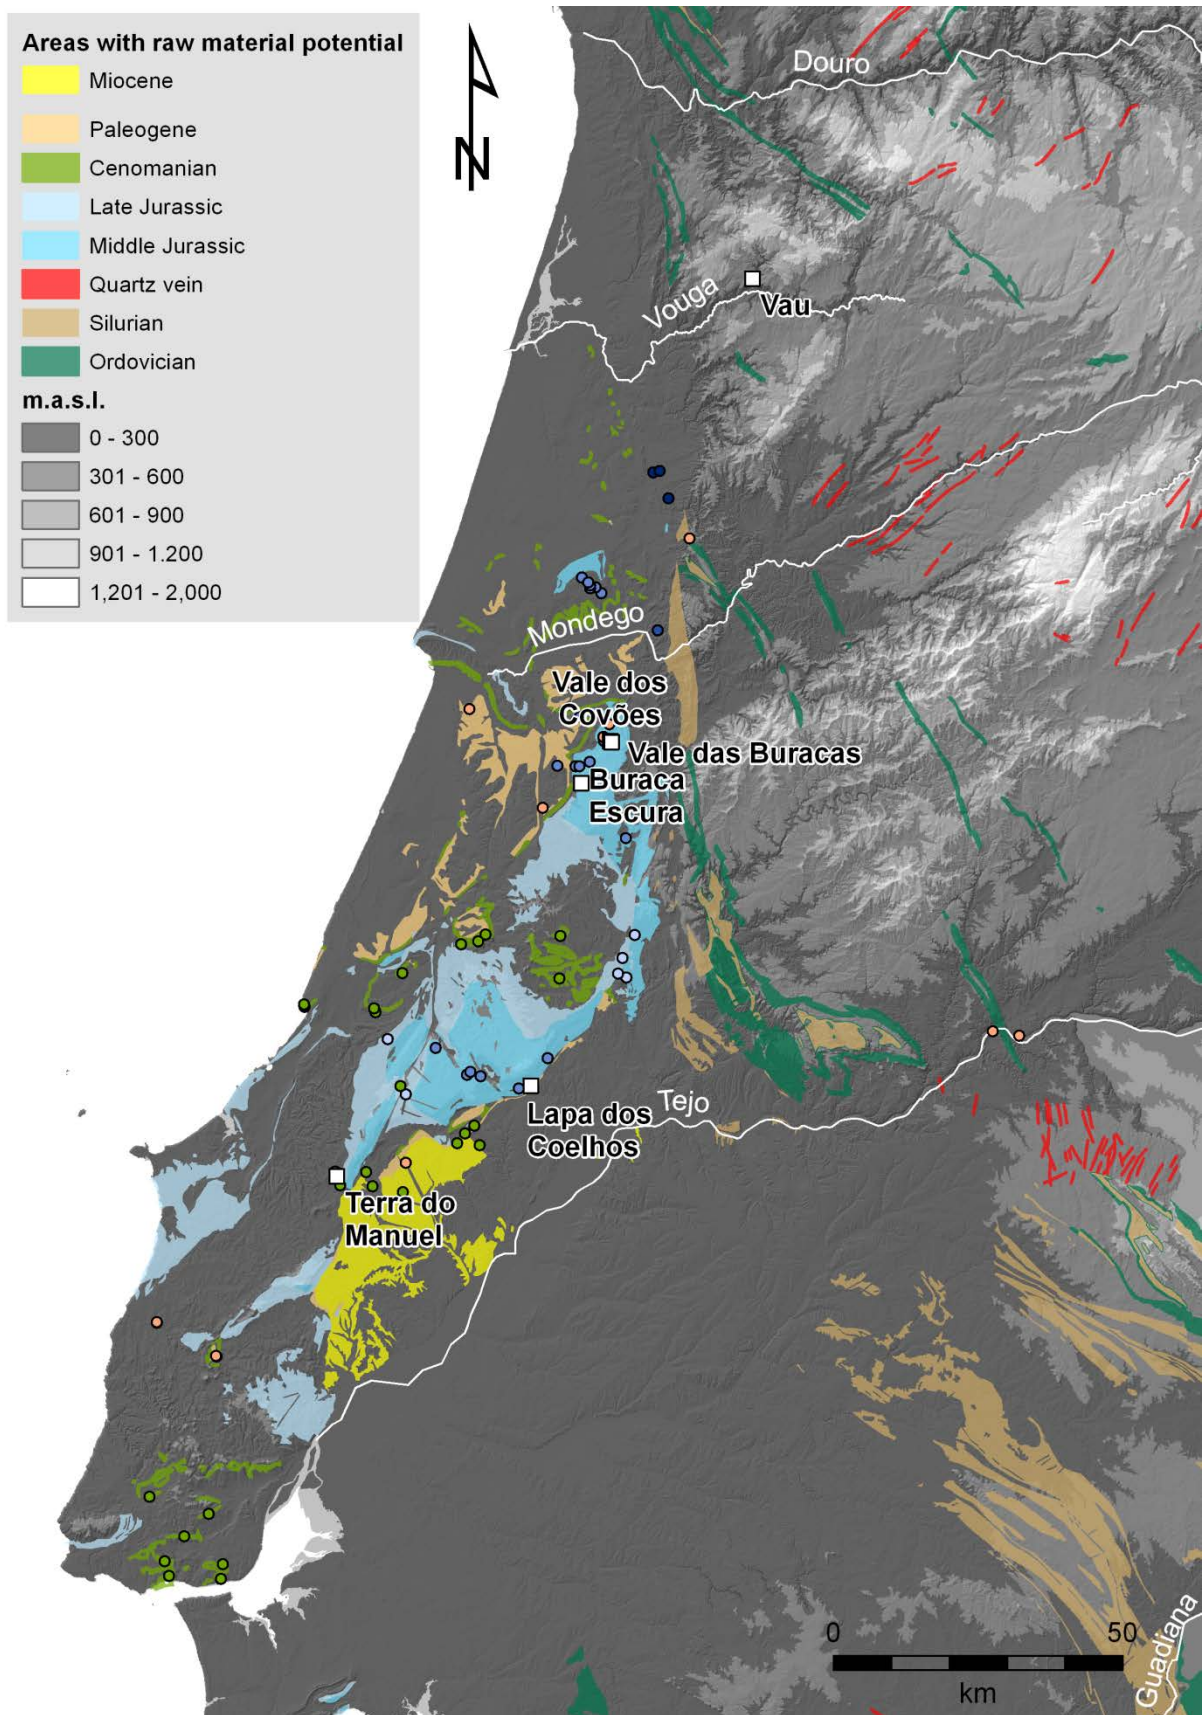 Areas with raw material potential
Miocene
Paleogene
Cenomanian
Late Jurassic
Middle Jurassic
Quartz vein
Silurian
Ordovician
m.a.s.l.
0 - 300
301 - 600
601 - 900
901 - 1.200
1,201 - 2,000
N
Douro
Vouga
Vau
Mondego
Vale dos
Covões
Vale das Buracas
Buraca
Escura
Lapa dos
Coelhos
Tejo
Terra do
Manuel
0 50
km
Guadiana